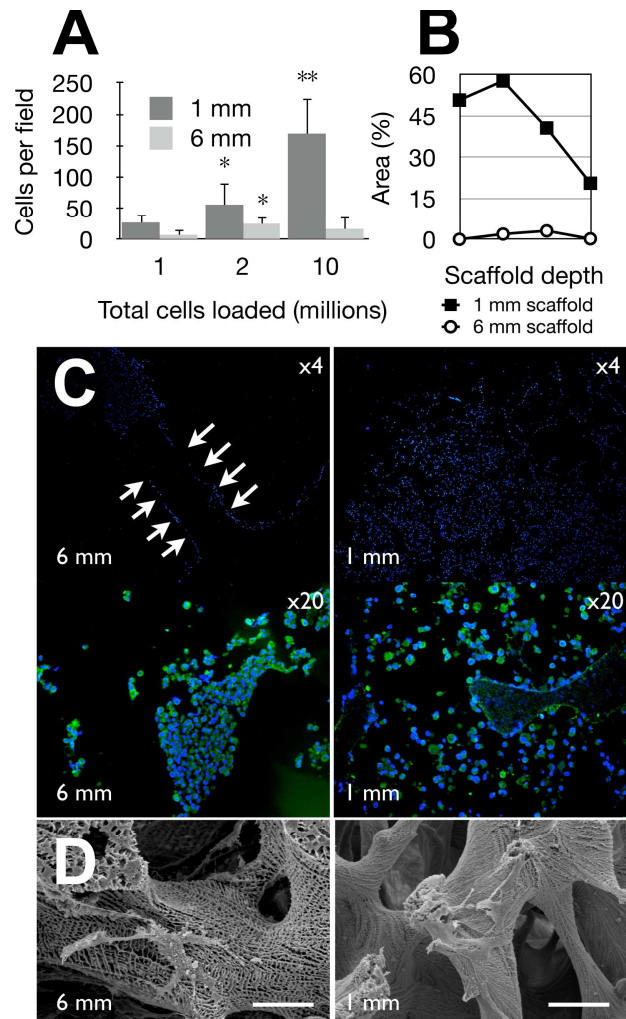 A
Cells per field
250
200
150
100
50
0
1 mm
6 mm
*
*
**
1
2
10
Total cells loaded (millions)
B
Area (%)
60
45
30
15
0
Scaffold depth
1 mm scaffold
6 mm scaffold
C
x4
6 mm
x4
1 mm
x20
6 mm
x20
1 mm
D
6 mm
1 mm